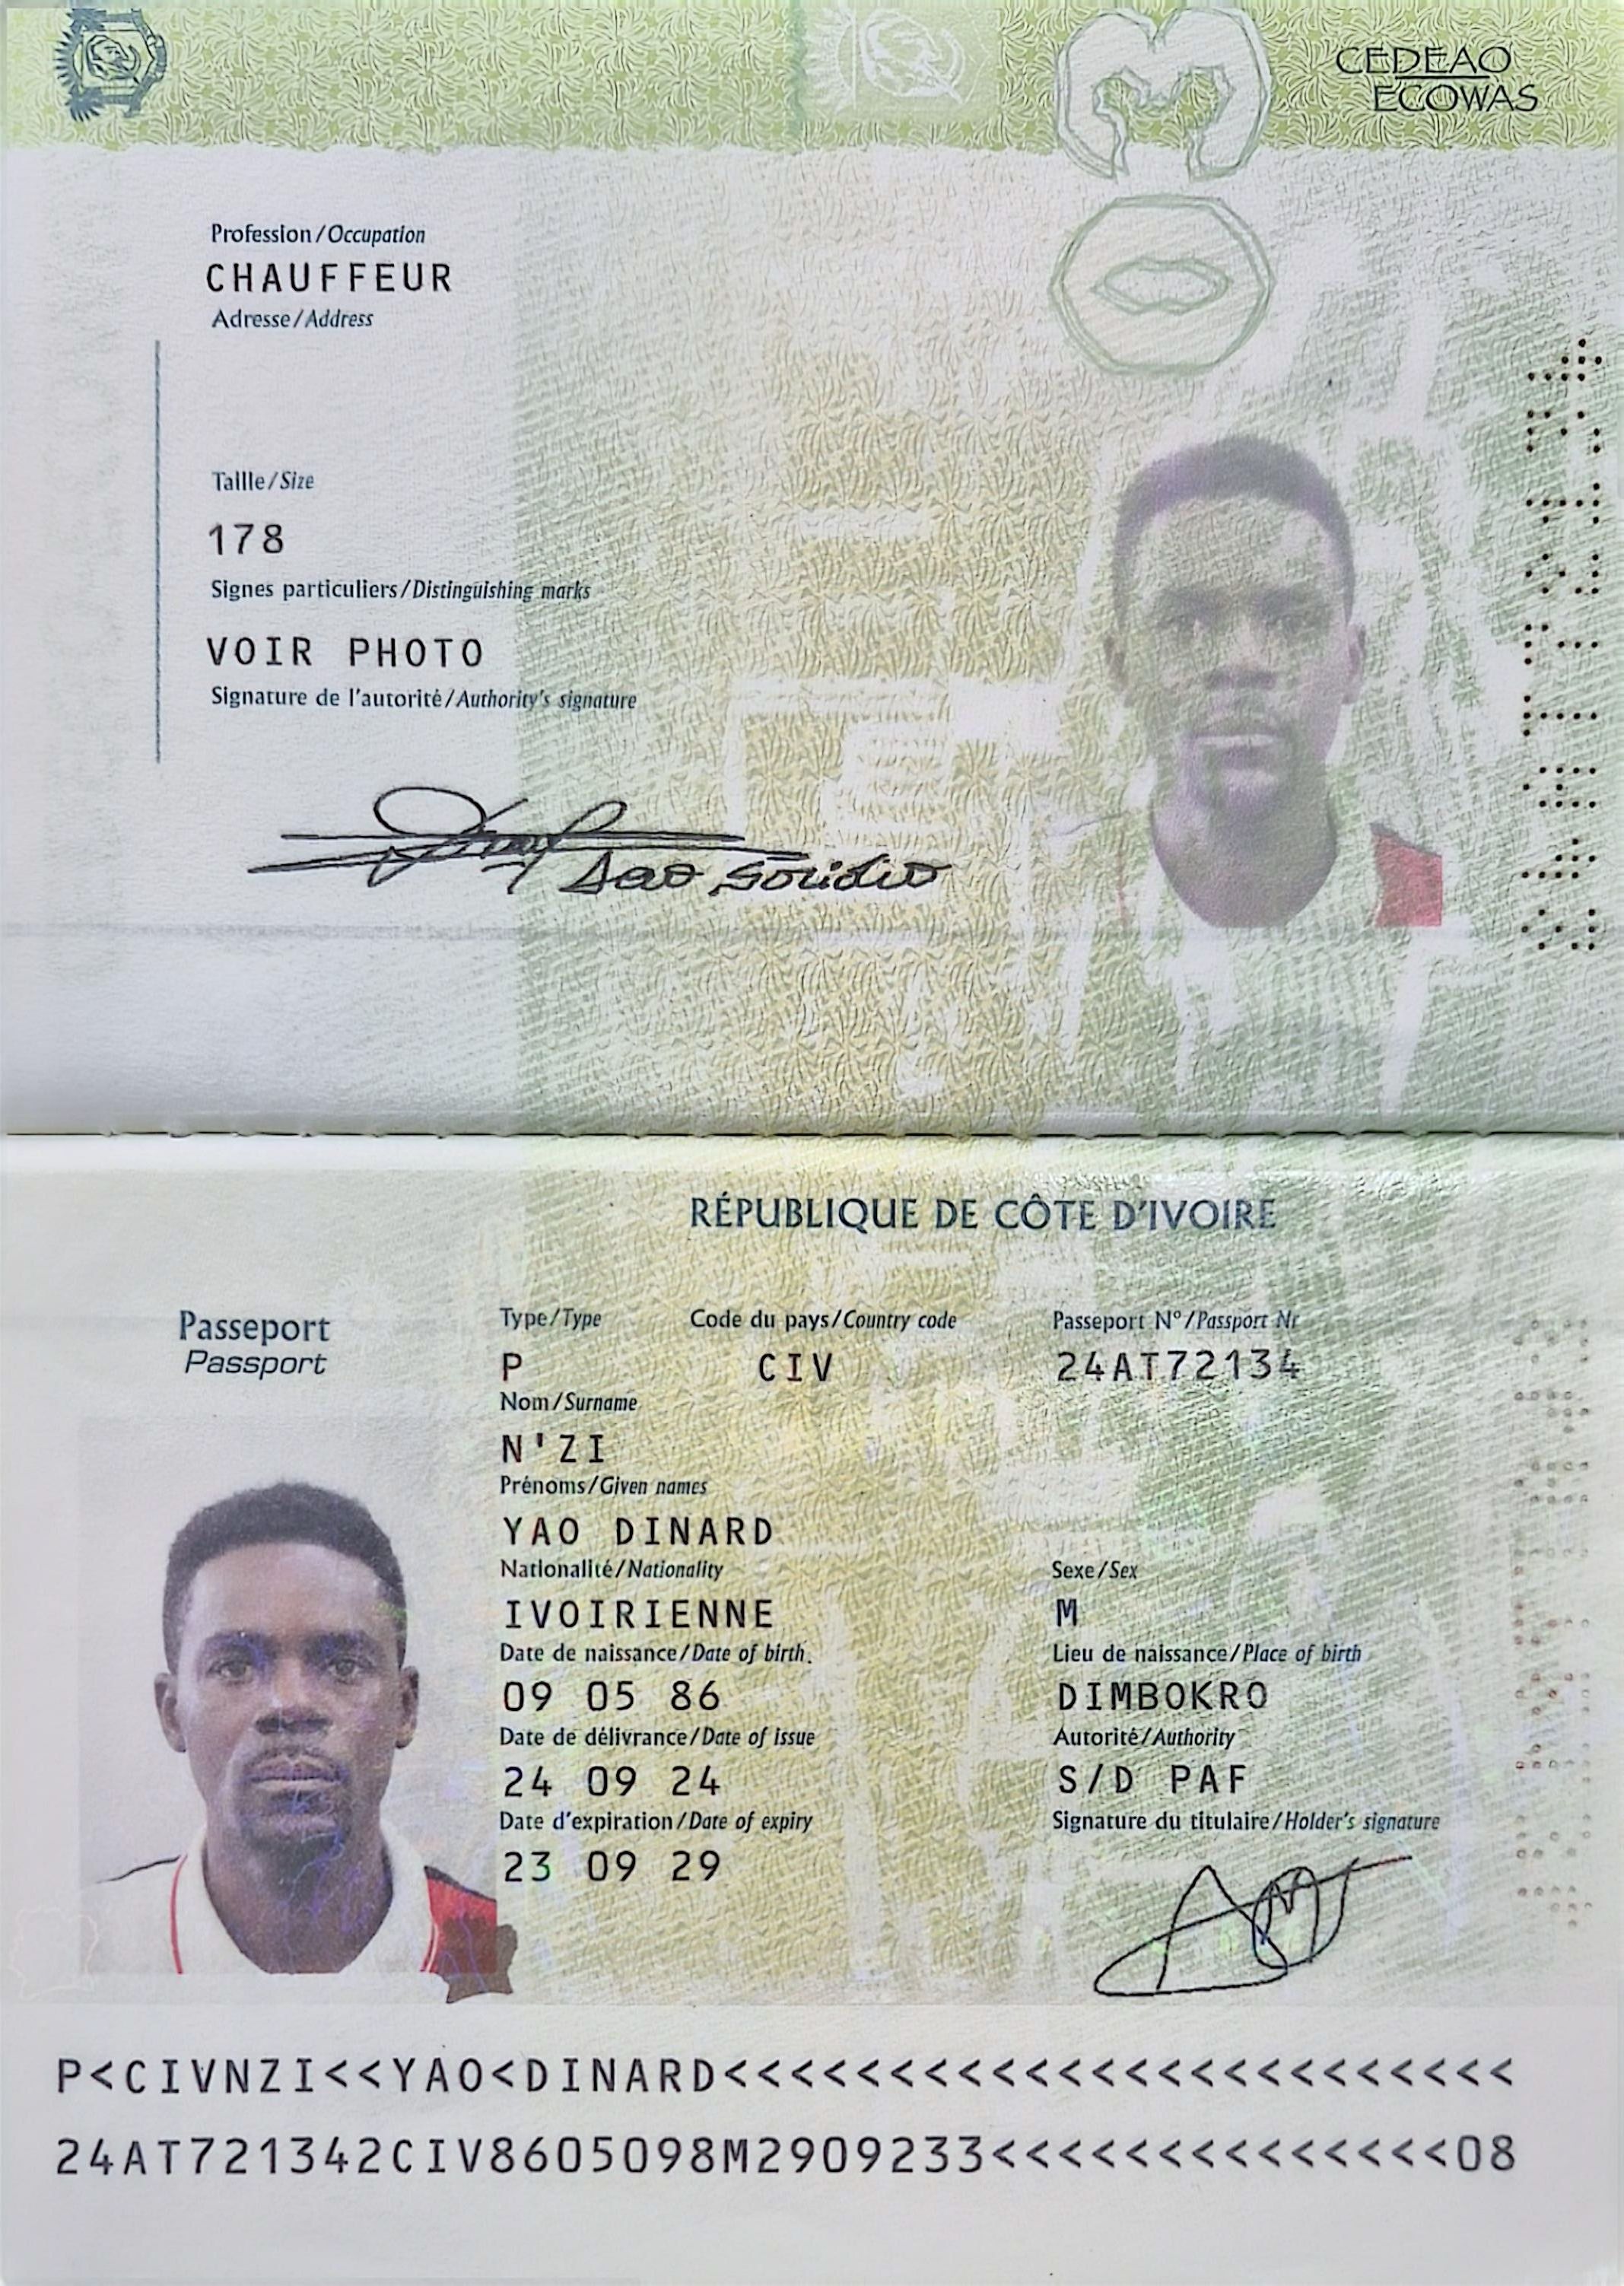 CEDEAO
ECOWAS
Profession/Occupation
CHAUFFEUR
Adresse/Address
Taille/Size
178
Signes particuliers/Distinguishing marks
VOIR PHOTO
Signature de l'autorité/Authority's signature
24AT72134
RÉPUBLIQUE DE CÔTE D'IVOIRE
Passeport
Passport
Type/Type Code du pays/Country code Passeport N°/Passport Nr
P CIV 24AT72134
Nom/Surname
N'ZI
Prénoms/Given names
YAO DINARD
Nationalité/Nationality Sexe/Sex
IVOIRIENNE M
Date de naissance/Date of birth. Lieu de naissance/Place of birth
09 05 86 DIMBOKRO
Date de délivrance/Date of issue Autorité/Authority
24 09 24 S/D PAF
Date d'expiration/Date of expiry Signature du titulaire/Holder's signature
23 09 29
P<CIVNZI<<YAO<DINARD<<<<<<<<<<<<<<<<<<<<<<<<
24AT721342CIV8605098M2909233<<<<<<<<<<<<<<08